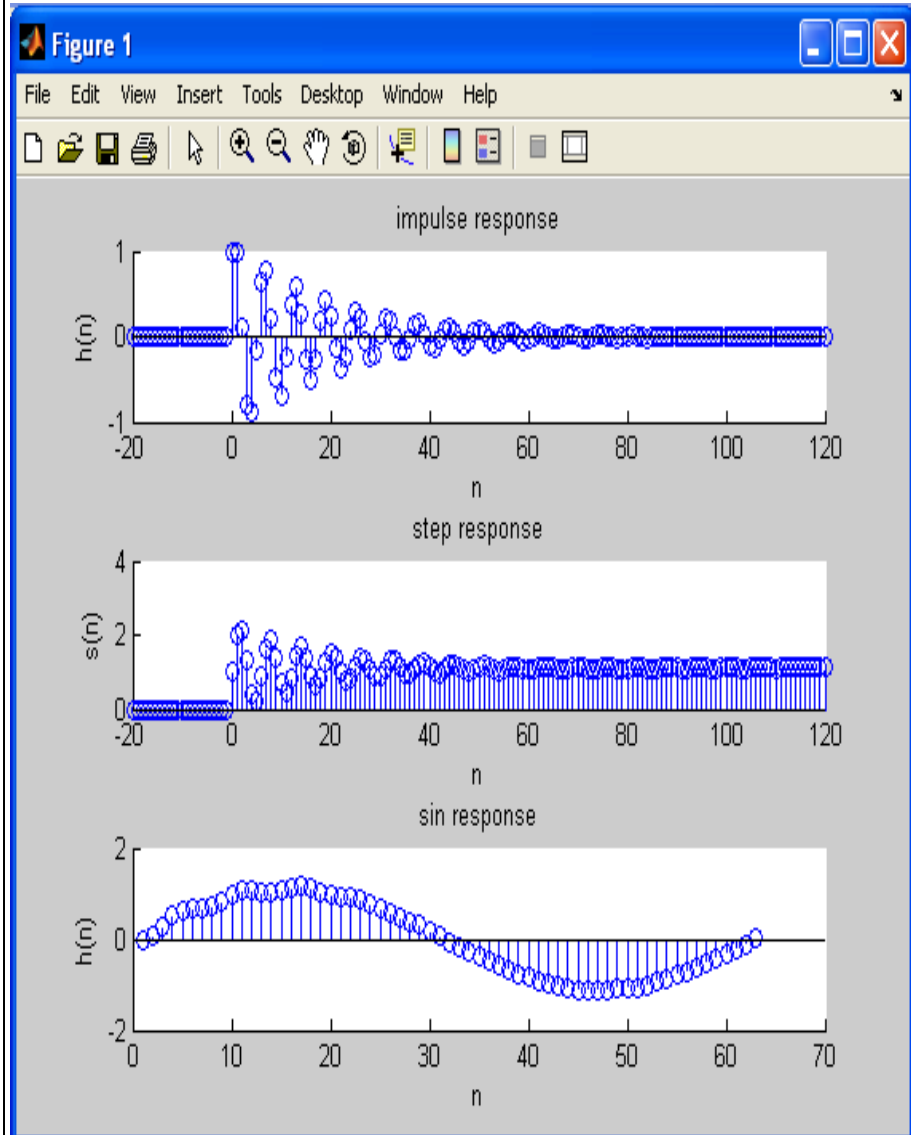 Figure 1
File Edit View Insert Tools Desktop Window Help
impulse response
h(n)
1
0
-1
-20 0 20 40 60 80 100 120
n
step response
s(n)
4
2
0
-20 0 20 40 60 80 100 120
n
sin response
h(n)
2
0
-2
0 10 20 30 40 50 60 70
n